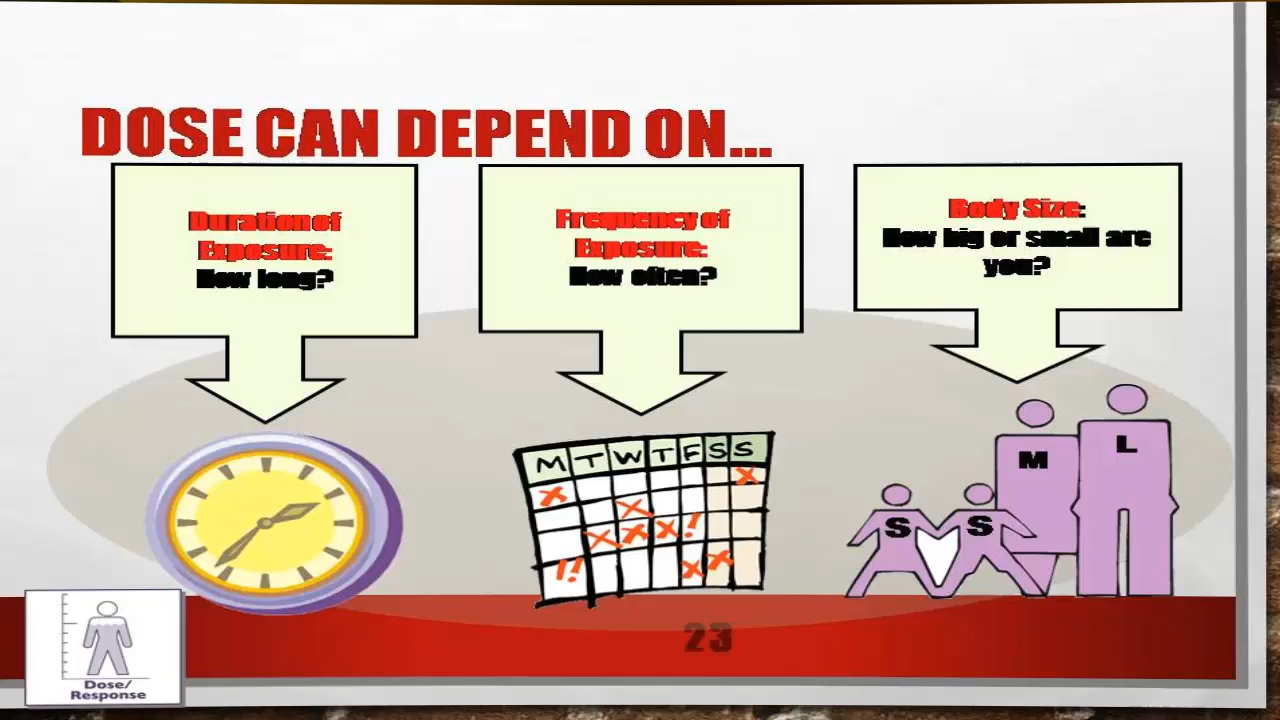 DOSE CAN DEPEND ON...
Duration of
Exposure:
How long?
Frequency of
Exposure:
How often?
Body Size:
How big or small are
you?
M T W T F S S
X
X
X
X X X !
!! X X
M
L
S
S
Dose/
Response
23